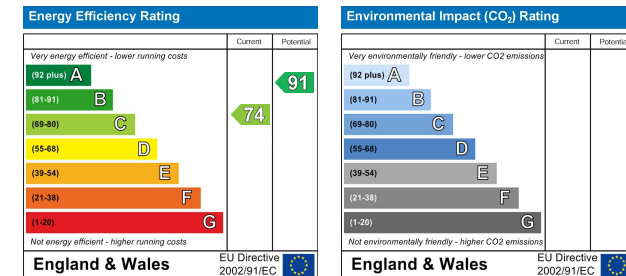 Energy Efficiency Rating
Current Potential
Very energy efficient - lower running costs
(92 plus) A
(81-91) B
(69-80) C
(55-68) D
(39-54) E
(21-38) F
(1-20) G
74
91
Not energy efficient - higher running costs
England & Wales
EU Directive
2002/91/EC
Environmental Impact (CO₂) Rating
Current Potential
Very environmentally friendly - lower CO2 emissions
(92 plus) A
(81-91) B
(69-80) C
(55-68) D
(39-54) E
(21-38) F
(1-20) G
Not environmentally friendly - higher CO2 emissions
England & Wales
EU Directive
2002/91/EC